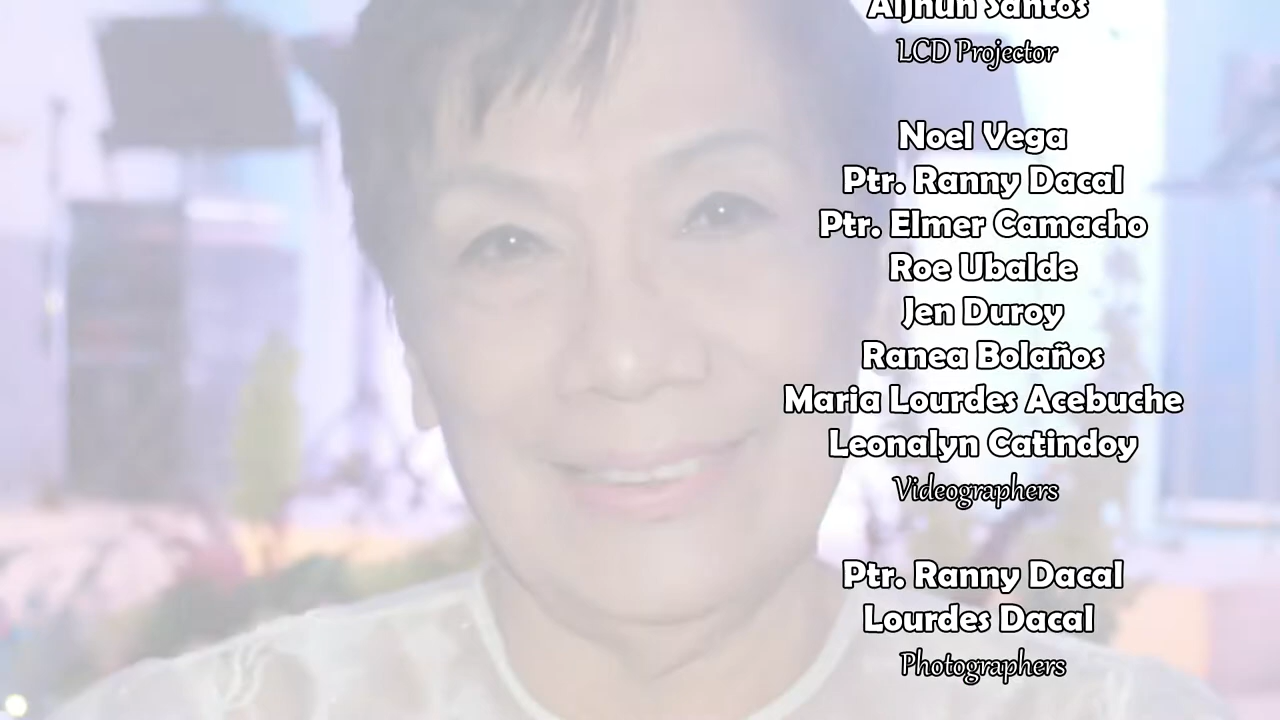 Aljhun Santos
LCD Projector
Noel Vega
Ptr. Ranny Dacal
Ptr. Elmer Camacho
Roe Ubalde
Jen Duroy
Ranea Bolaños
Maria Lourdes Acebuche
Leonalyn Catindoy
Videographers
Ptr. Ranny Dacal
Lourdes Dacal
Photographers